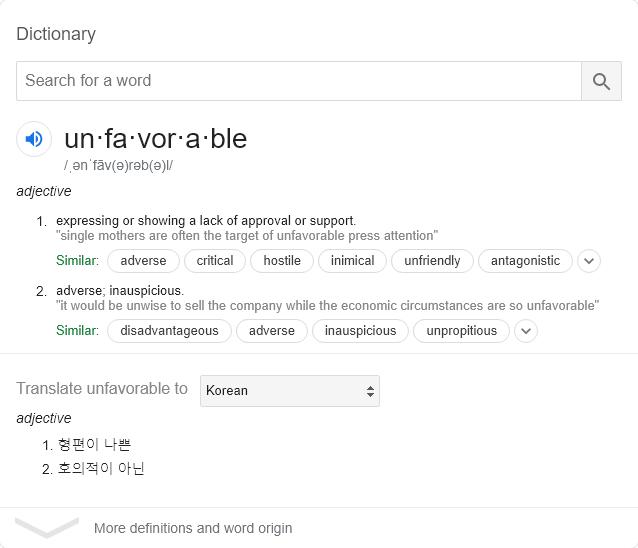 Dictionary
Search for a word
un·fa·vor·a·ble
/ˌənˈfāv(ə)rəb(ə)l/
adjective
1. expressing or showing a lack of approval or support.
"single mothers are often the target of unfavorable press attention"
Similar: adverse critical hostile inimical unfriendly antagonistic
2. adverse; inauspicious.
"it would be unwise to sell the company while the economic circumstances are so unfavorable"
Similar: disadvantageous adverse inauspicious unpropitious
Translate unfavorable to Korean
adjective
1. 형편이 나쁜
2. 호의적이 아닌
More definitions and word origin